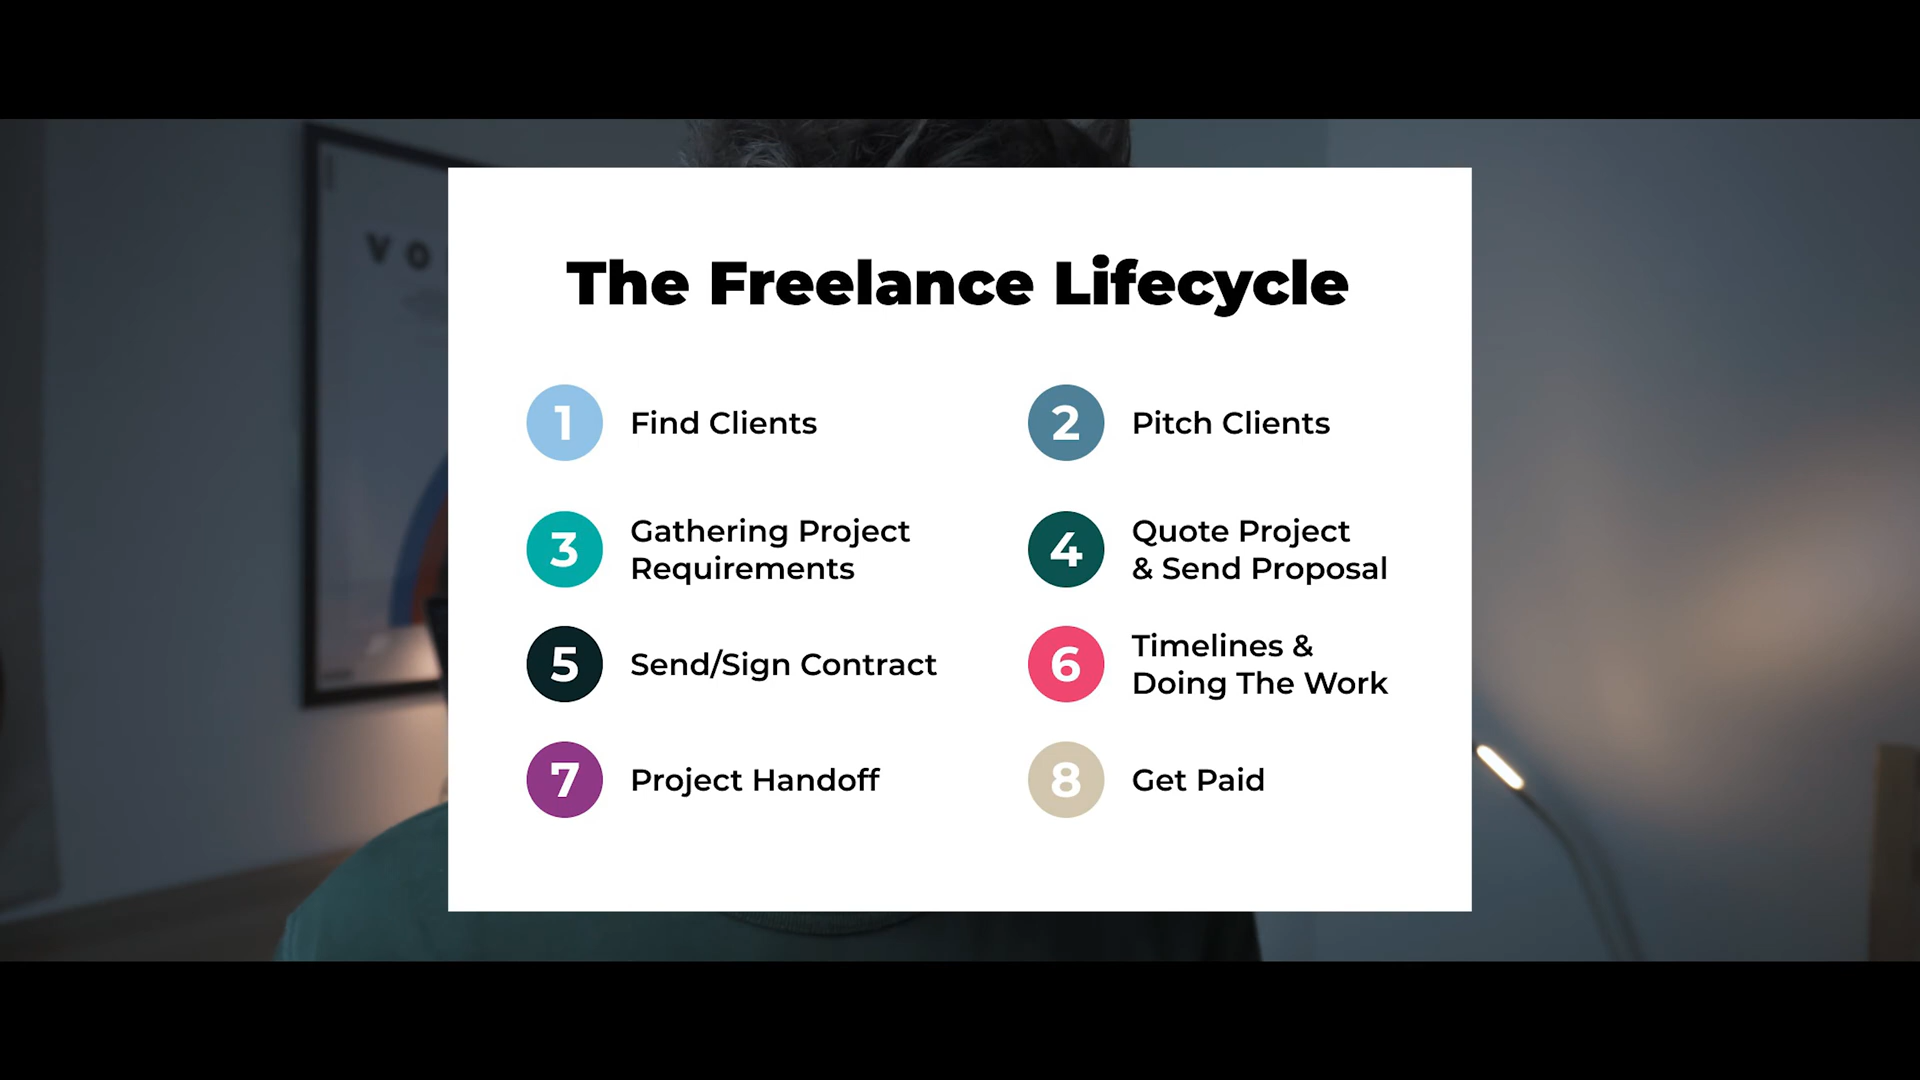 The Freelance Lifecycle
1 Find Clients
2 Pitch Clients
3 Gathering Project
Requirements
4 Quote Project
& Send Proposal
5 Send/Sign Contract
6 Timelines &
Doing The Work
7 Project Handoff
8 Get Paid
VO